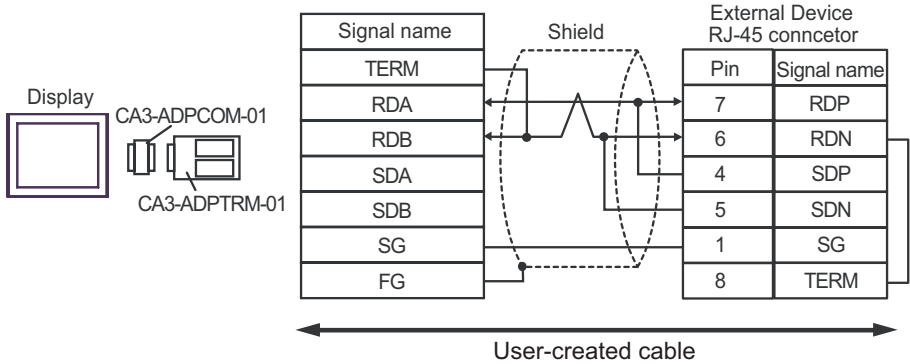 Display
CA3-ADPCOM-01
CA3-ADPTRM-01
Signal name
TERM
RDA
RDB
SDA
SDB
SG
FG
Shield
External Device
RJ-45 conncetor
Pin Signal name
7 RDP
6 RDN
4 SDP
5 SDN
1 SG
8 TERM
User-created cable